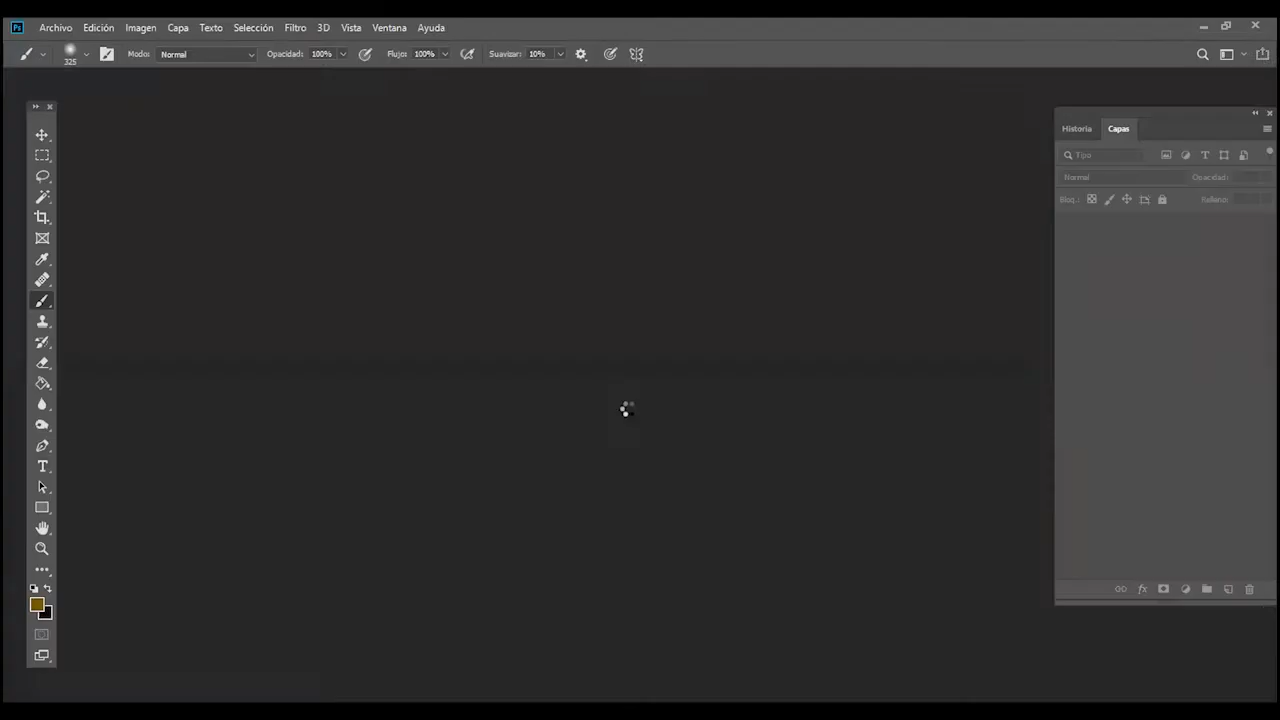 Ps Archivo Edición Imagen Capa Texto Selección Filtro 3D Vista Ventana Ayuda
325 Modo: Normal Opacidad: 100% Flujo: 100% Suavizar: 10%
Historia Capas
Tipo
Normal Opacidad:
Bloq.: Relleno: